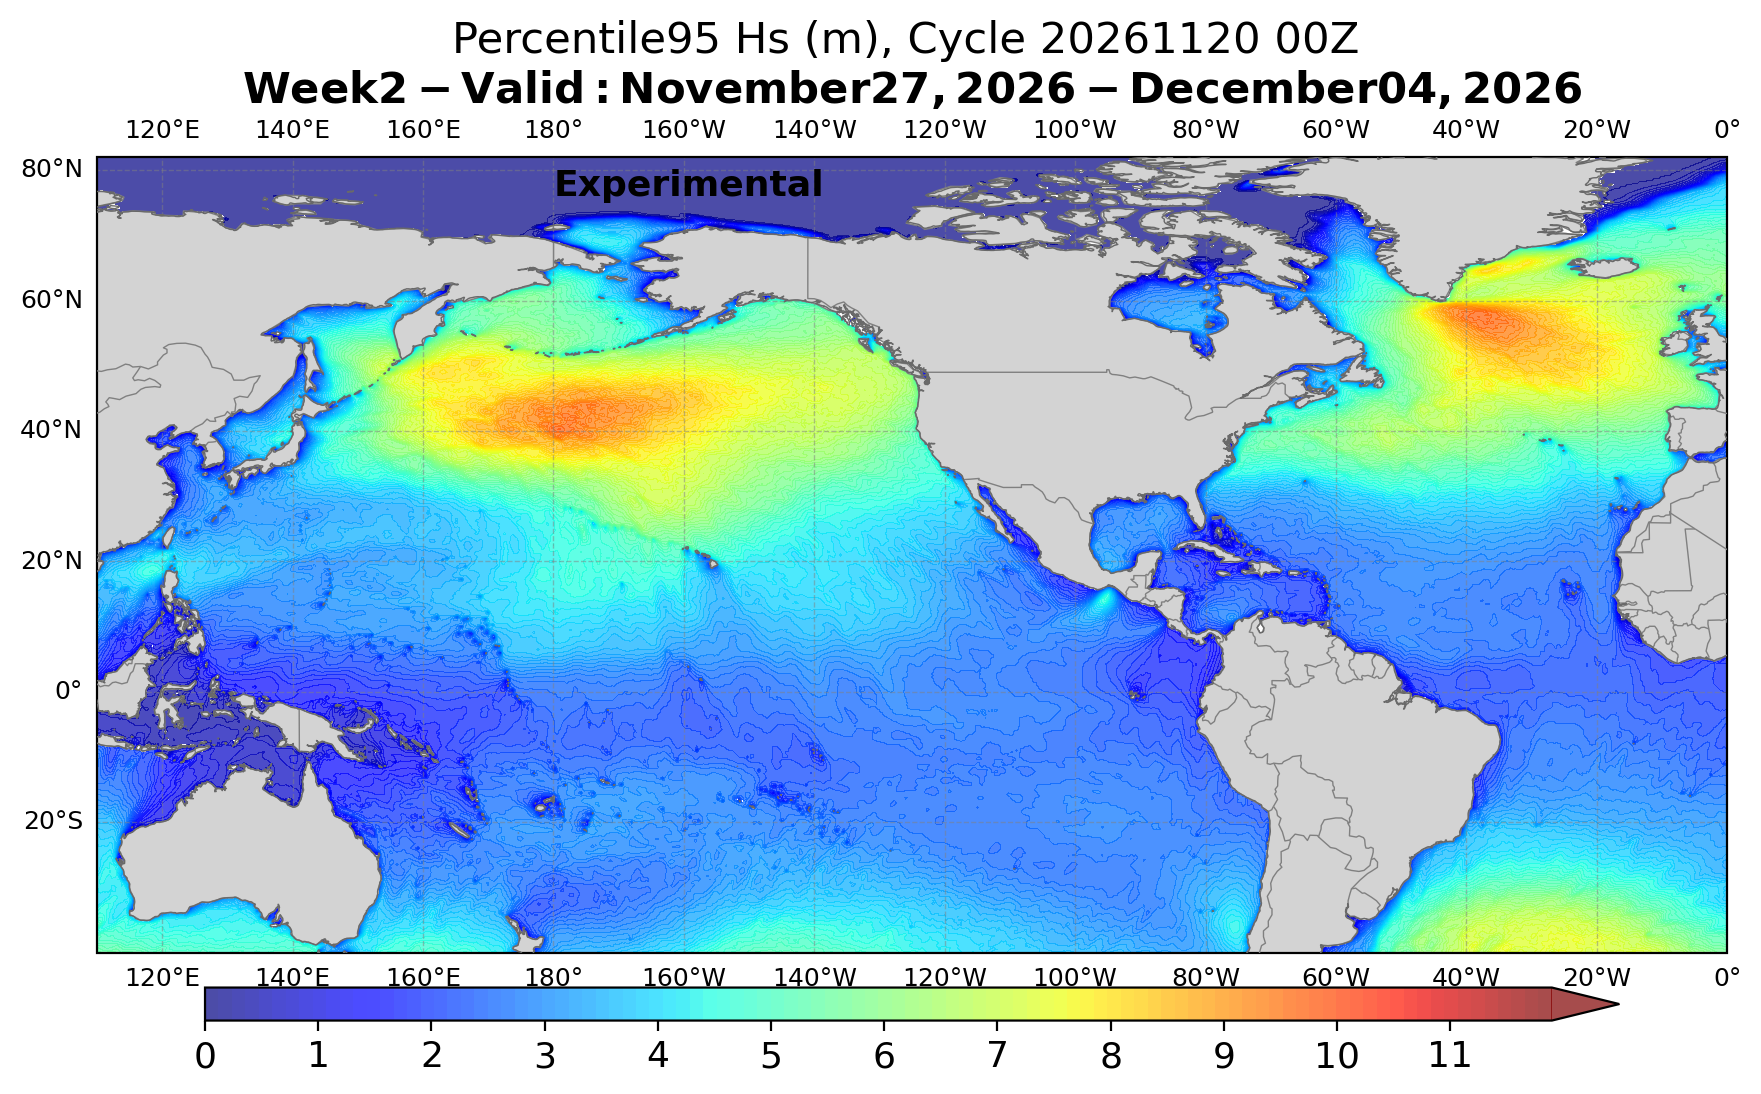 Percentile95 Hs (m), Cycle 20261120 00Z
Week2 − Valid : November27, 2026 − December04, 2026
120°E 140°E 160°E 180° 160°W 140°W 120°W 100°W 80°W 60°W 40°W 20°W 0°
80°N
Experimental
60°N
40°N
20°N
0°
20°S
120°E 140°E 160°E 180° 160°W 140°W 120°W 100°W 80°W 60°W 40°W 20°W 0°
0 1 2 3 4 5 6 7 8 9 10 11